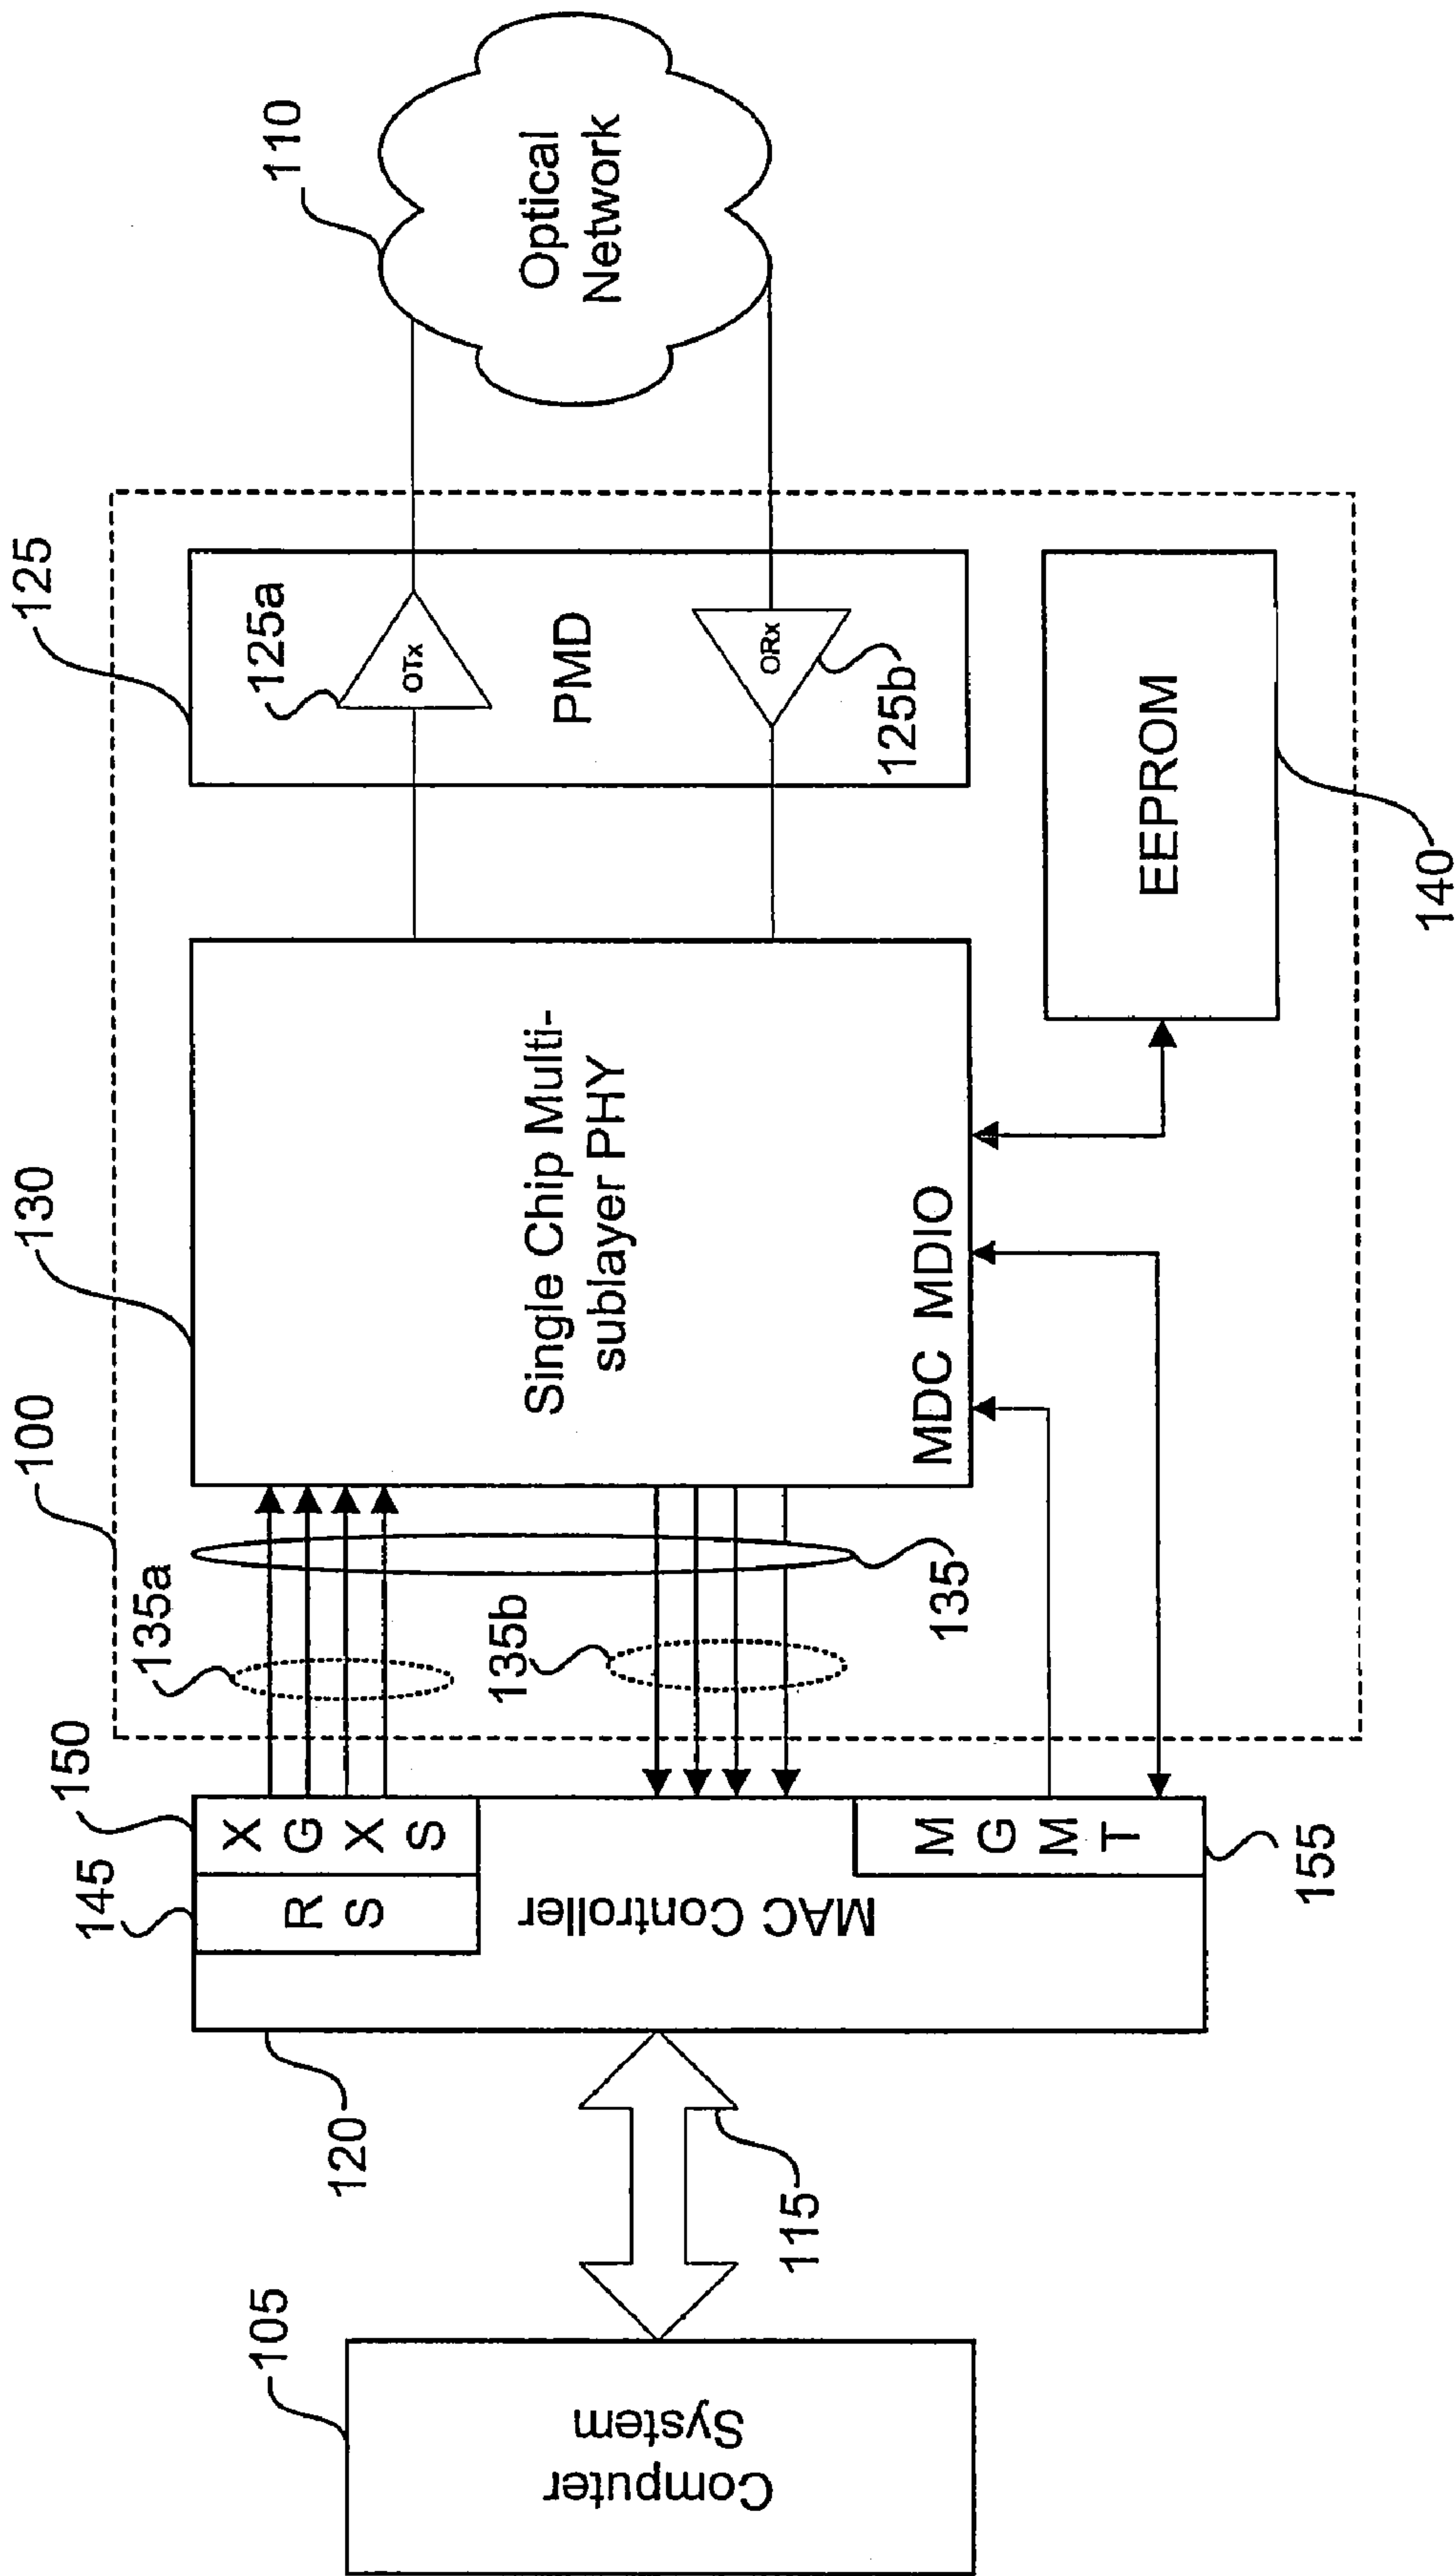 105
Computer
System
115
120
MAC Controller
145
150
R
S
X
G
X
S
M
G
M
T
155
135a
135b
135
100
130
Single Chip Multi-
sublayer PHY
MDC MDIO
125
125a
OTx
PMD
ORx
125b
EEPROM
140
110
Optical
Network